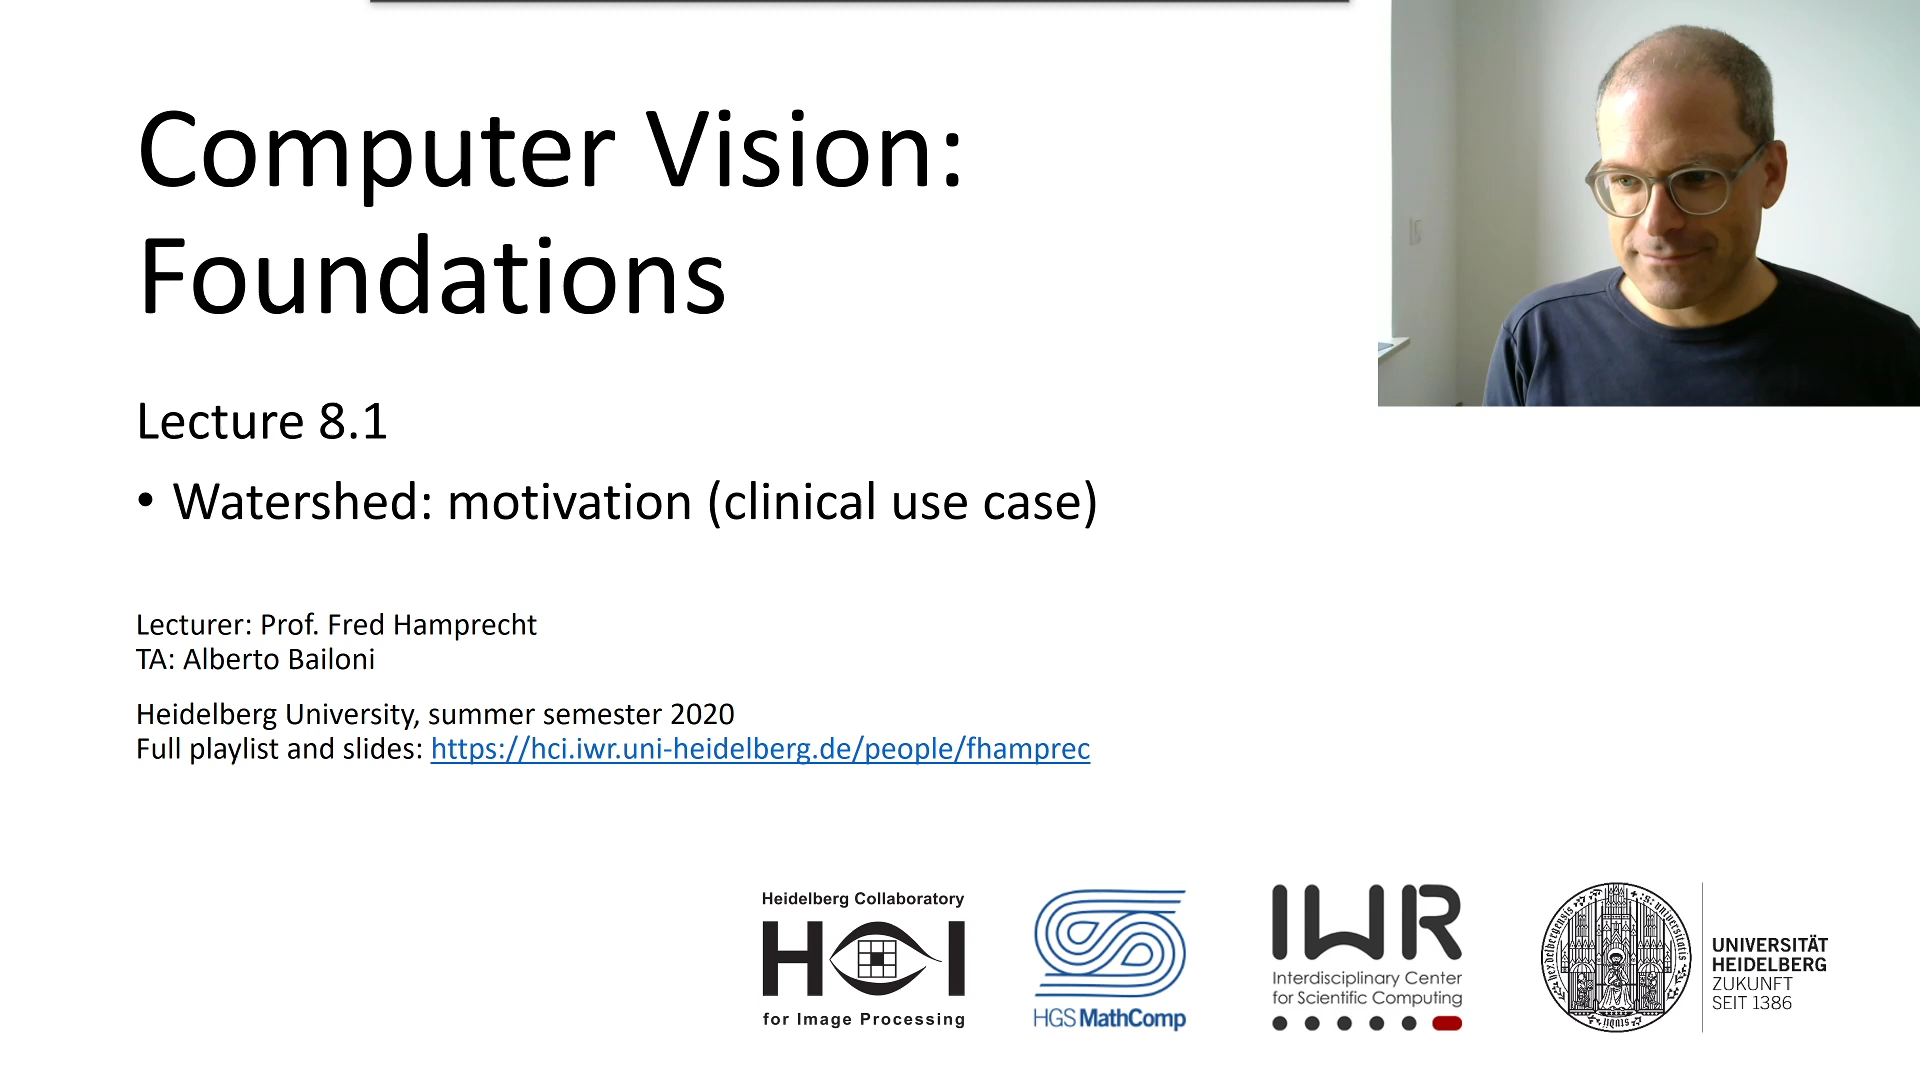 Computer Vision:
Foundations
Lecture 8.1
• Watershed: motivation (clinical use case)
Lecturer: Prof. Fred Hamprecht
TA: Alberto Bailoni
Heidelberg University, summer semester 2020
Full playlist and slides: https://hci.iwr.uni-heidelberg.de/people/fhamprec
Heidelberg Collaboratory
HCI
for Image Processing
HGS MathComp
IWR
Interdisciplinary Center
for Scientific Computing
UNIVERSITÄT
HEIDELBERG
ZUKUNFT
SEIT 1386